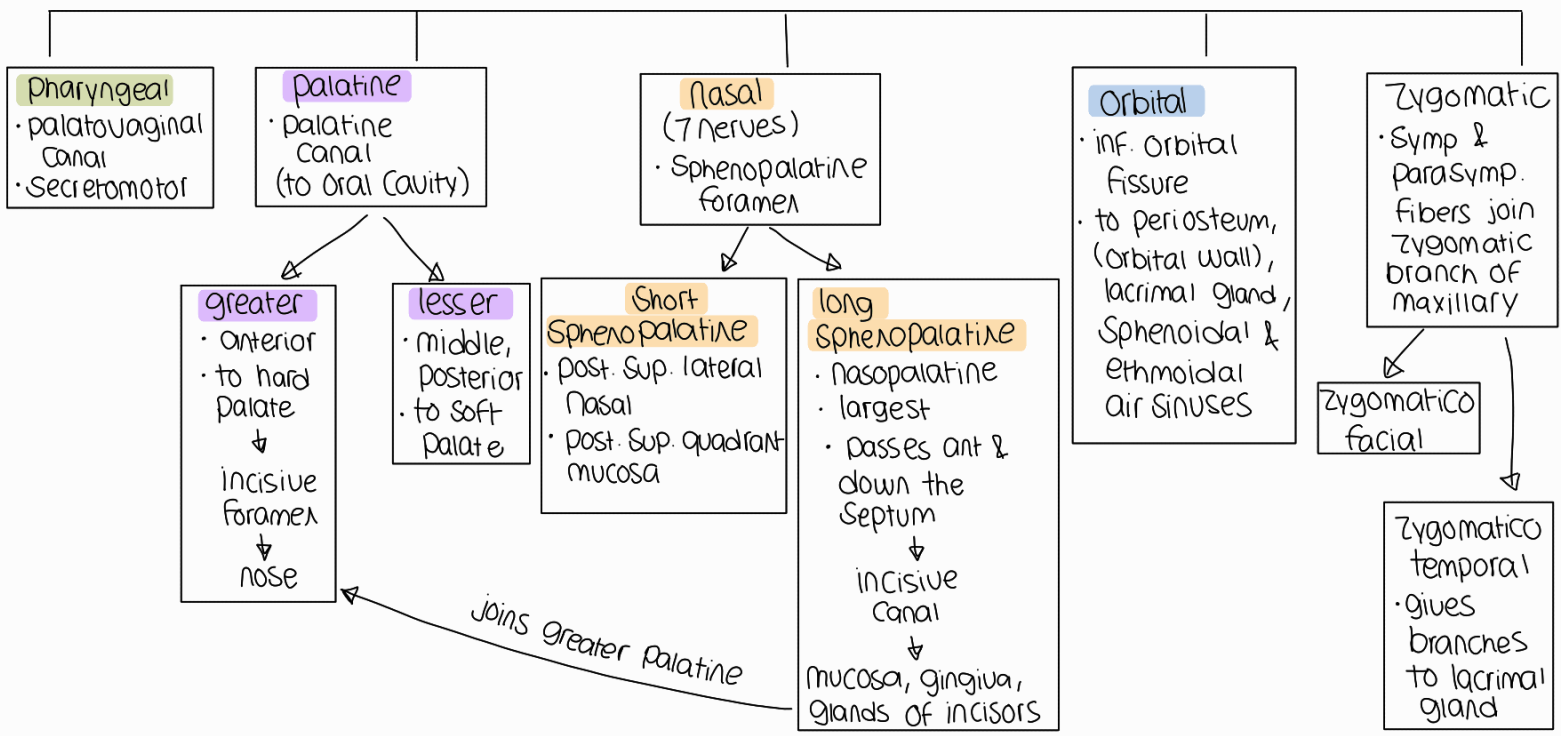 Pharyngeal
· palatovaginal
canal
· secretomotor
palatine
· palatine
canal
(to oral cavity)
greater
· anterior
· to hard
palate
incisive
foramen
nose
lesser
· middle,
posterior
· to soft
palate
nasal
(7 nerves)
· sphenopalatine
foramen
short
sphenopalatine
· post. sup. lateral
nasal
· post. sup. quadrant
mucosa
long
sphenopalatine
· nasopalatine
· largest
· passes ant &
down the
septum
incisive
canal
mucosa, gingiva,
glands of incisors
joins greater palatine
orbital
· inf. orbital
fissure
· to periosteum,
(orbital wall),
lacrimal gland,
sphenoidal &
ethmoidal
air sinuses
Zygomatic
· symp &
parasymp.
fibers join
zygomatic
branch of
maxillary
Zygomatico
facial
Zygomatico
temporal
· gives
branches
to lacrimal
gland